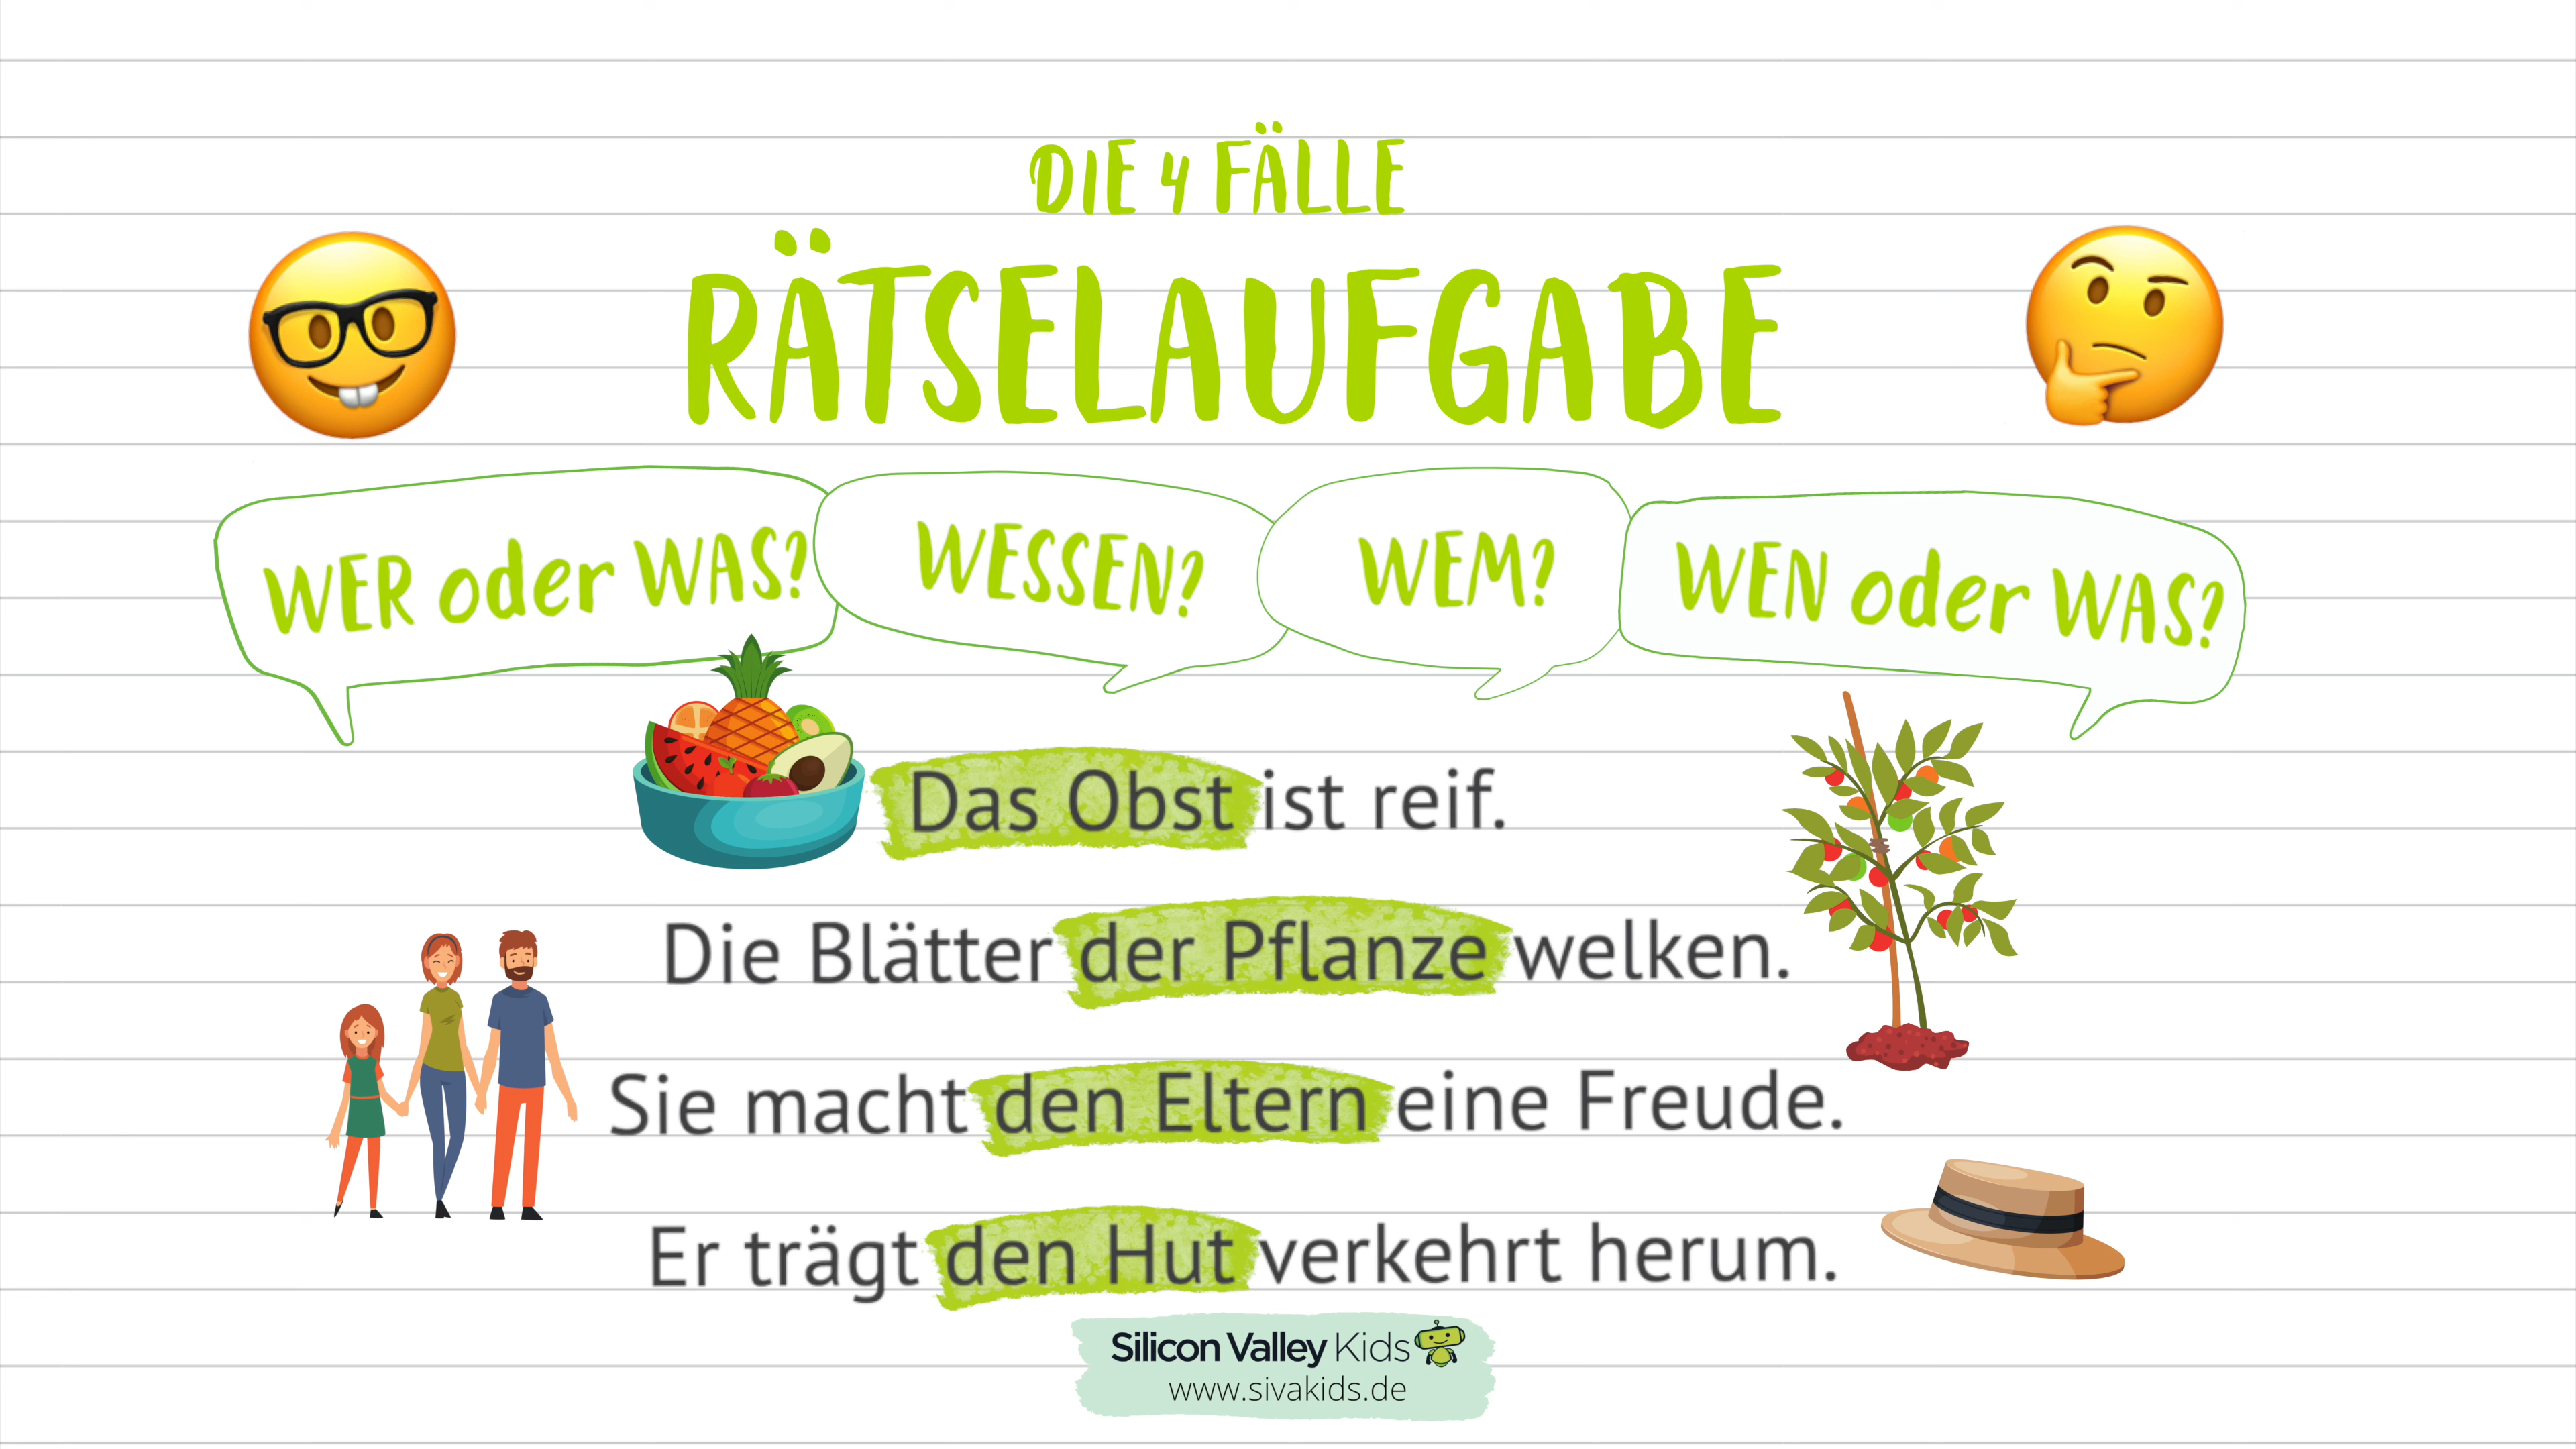 DIE 4 FÄLLE
RÄTSELAUFGABE
WER oder WAS?
WESSEN?
WEM?
WEN oder WAS?
Das Obst ist reif.
Die Blätter der Pflanze welken.
Sie macht den Eltern eine Freude.
Er trägt den Hut verkehrt herum.
Silicon Valley Kids
www.sivakids.de